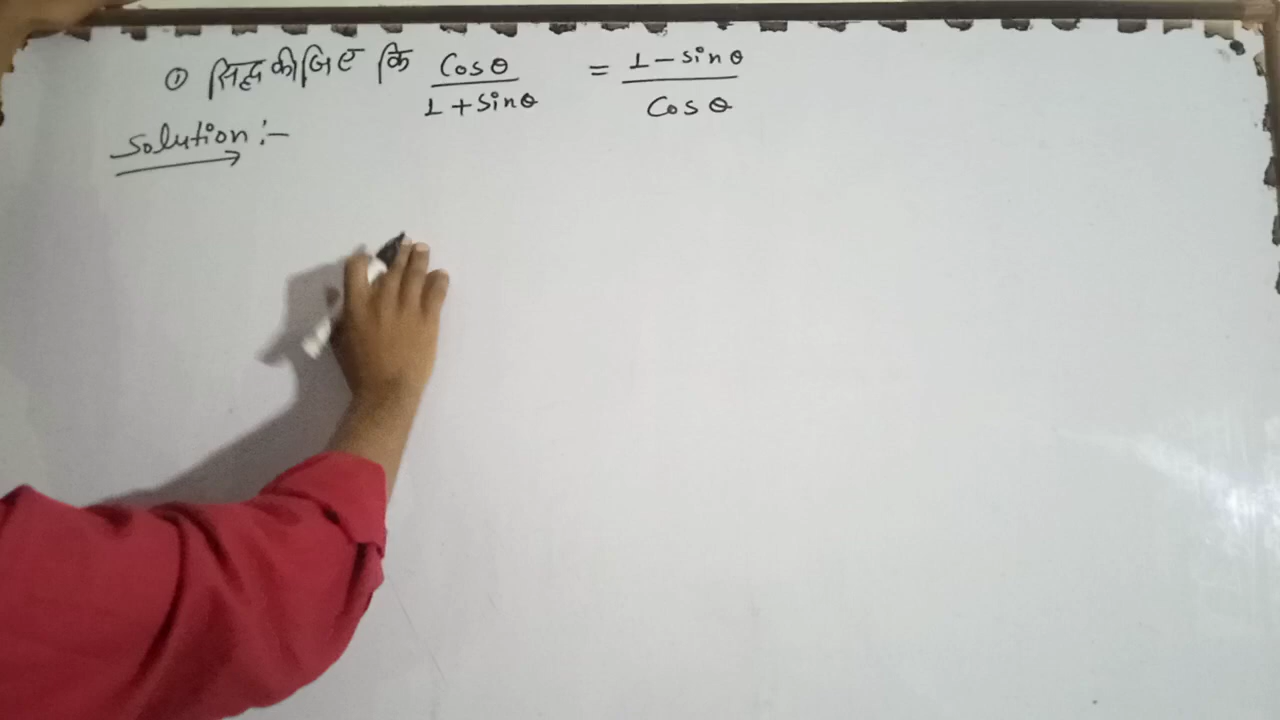 ① सिद्ध कीजिए कि cosθ/1+sinθ = 1-sinθ/cosθ
Solution:-